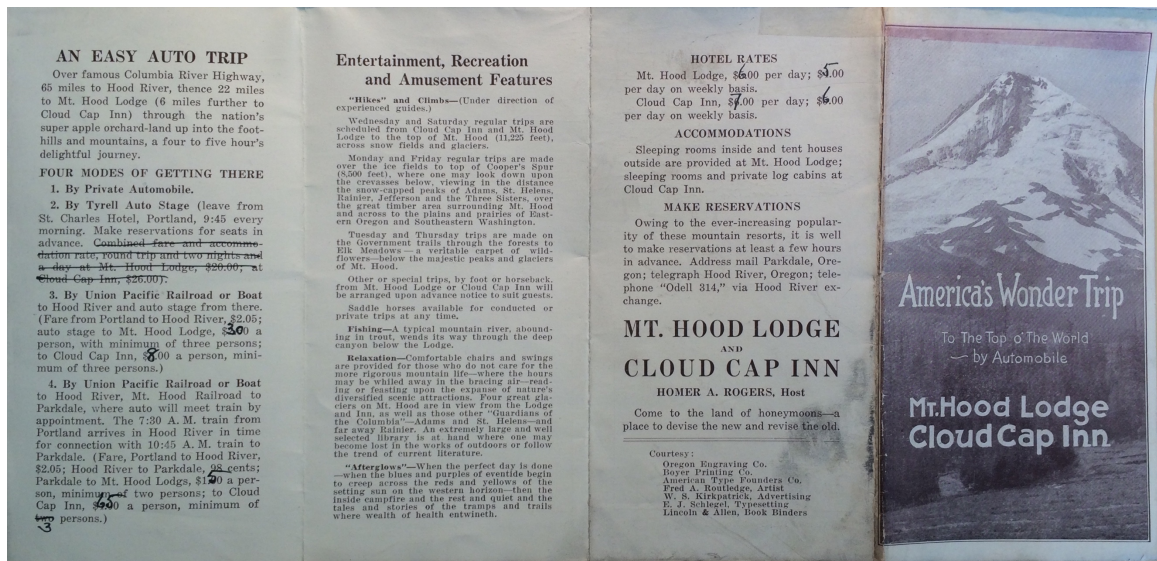 AN EASY AUTO TRIP
Over famous Columbia River Highway,
65 miles to Hood River, thence 22 miles
to Mt. Hood Lodge (6 miles further to
Cloud Cap Inn) through the nation's
super apple orchard-land up into the foot-
hills and mountains, a four to five hour's
delightful journey.
FOUR MODES OF GETTING THERE
1. By Private Automobile.
2. By Tyrell Auto Stage (leave from
St. Charles Hotel, Portland, 9:45 every
morning. Make reservations for seats in
advance. Combined fare and accommo-
dation rate, round trip and two nights and
a day at Mt. Hood Lodge, $20.00; at
Cloud Cap Inn, $26.00).
3. By Union Pacific Railroad or Boat
to Hood River and auto stage from there.
(Fare from Portland to Hood River, $2.05;
auto stage to Mt. Hood Lodge, $30 a
person, with minimum of three persons;
to Cloud Cap Inn, $8.00 a person, mini-
mum of three persons.)
4. By Union Pacific Railroad or Boat
to Hood River, Mt. Hood Railroad to
Parkdale, where auto will meet train by
appointment. The 7:30 A. M. train from
Portland arrives in Hood River in time
for connection with 10:45 A. M. train to
Parkdale. (Fare, Portland to Hood River,
$2.05; Hood River to Parkdale, 98 cents;
Parkdale to Mt. Hood Lodgs, $1 50 a per-
son, minimum of two persons; to Cloud
Cap Inn, $ 65 a person, minimum of
two persons.)
3
Entertainment, Recreation
and Amusement Features
"Hikes" and Climbs—(Under direction of
experienced guides.)
Wednesday and Saturday regular trips are
scheduled from Cloud Cap Inn and Mt. Hood
Lodge to the top of Mt. Hood (11,225 feet),
across snow fields and glaciers.
Monday and Friday regular trips are made
over the ice fields to top of Cooper's Spur
(8,500 feet), where one may look down upon
the crevasses below, viewing in the distance
the snow-capped peaks of Adams, St. Helens,
Rainier, Jefferson and the Three Sisters, over
the great timber area surrounding Mt. Hood
and across to the plains and prairies of East-
ern Oregon and Southeastern Washington.
Tuesday and Thursday trips are made on
the Government trails through the forests to
Elk Meadows—a veritable carpet of wild-
flowers—below the majestic peaks and glaciers
of Mt. Hood.
Other or special trips, by foot or horseback,
from Mt. Hood Lodge or Cloud Cap Inn will
be arranged upon advance notice to suit guests.
Saddle horses available for conducted or
private trips at any time.
Fishing—A typical mountain river, abound-
ing in trout, wends its way through the deep
canyon below the Lodge.
Relaxation—Comfortable chairs and swings
are provided for those who do not care for the
more rigorous mountain life—where the hours
may be whiled away in the bracing air—read-
ing or feasting upon the expanse of nature's
diversified scenic attractions. Four great gla-
ciers on Mt. Hood are in view from the Lodge
and Inn, as well as those other "Guardians of
the Columbia"—Adams and St. Helens—and
far away Rainier. An extremely large and well
selected library is at hand where one may
become lost in the works of outdoors or follow
the trend of current literature.
"Afterglows"—When the perfect day is done
—when the blues and purples of eventide begin
to creep across the reds and yellows of the
setting sun on the western horizon—then the
inside campfire and the rest and quiet and the
tales and stories of the tramps and trails
where wealth of health entwineth.
HOTEL RATES
Mt. Hood Lodge, $6.00 per day; $5.00
per day on weekly basis.
Cloud Cap Inn, $7.00 per day; $6.00
per day on weekly basis.
ACCOMMODATIONS
Sleeping rooms inside and tent houses
outside are provided at Mt. Hood Lodge;
sleeping rooms and private log cabins at
Cloud Cap Inn.
MAKE RESERVATIONS
Owing to the ever-increasing popular-
ity of these mountain resorts, it is well
to make reservations at least a few hours
in advance. Address mail Parkdale, Ore-
gon; telegraph Hood River, Oregon; tele-
phone "Odell 314," via Hood River ex-
change.
MT. HOOD LODGE
AND
CLOUD CAP INN
HOMER A. ROGERS, Host
Come to the land of honeymoons—a
place to devise the new and revise the old.
Courtesy:
Oregon Engraving Co.
Boyer Printing Co.
American Type Founders Co.
Fred A. Routledge, Artist
W. S. Kirkpatrick, Advertising
E. J. Schlegel, Typesetting
Lincoln & Allen, Book Binders
America's Wonder Trip
To The Top o' The World
— by Automobile
Mt. Hood Lodge
Cloud Cap Inn